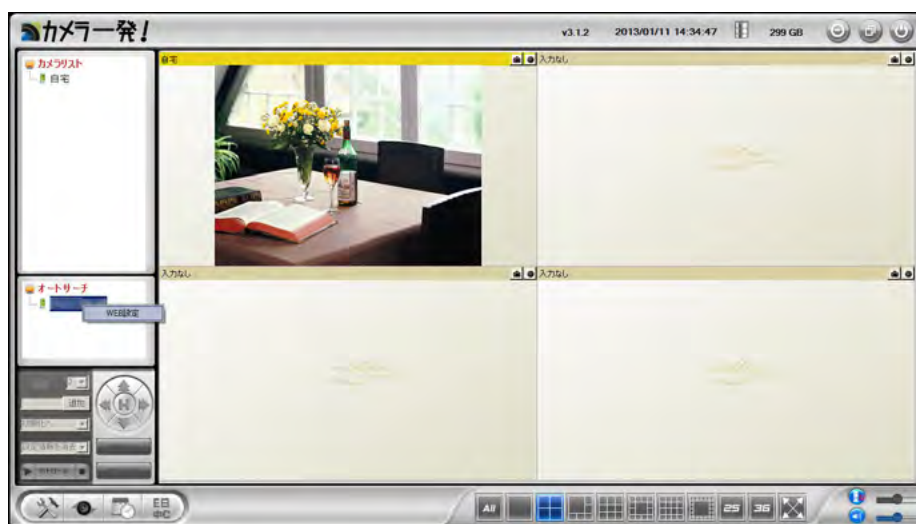 カメラ一発!
v3.1.2 2013/01/11 14:34:47 299 GB
カメラリスト
自宅
オートサーチ
WEB設定
追加
自宅
入力なし
入力なし
入力なし
All
25
36